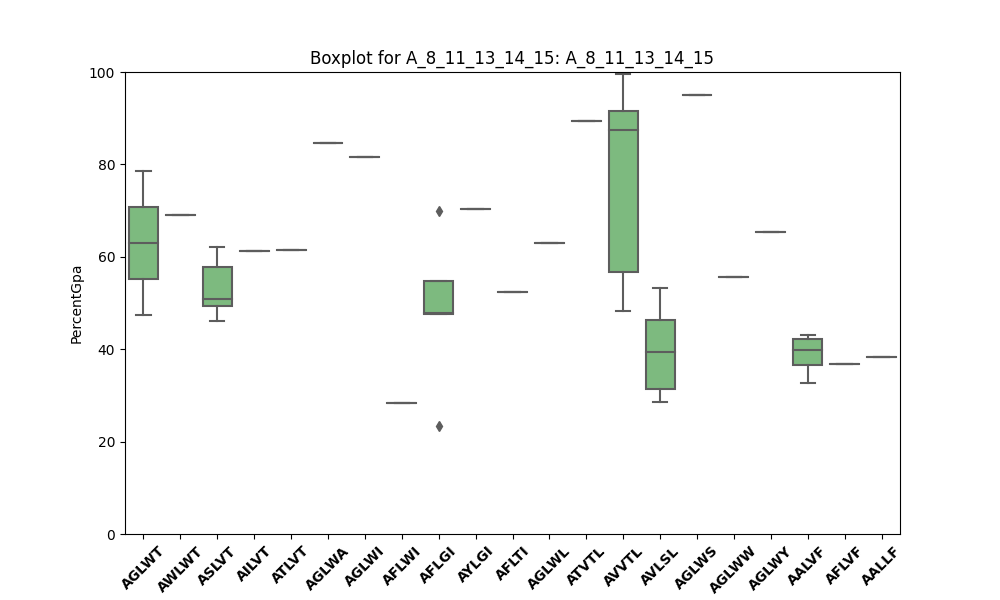 Boxplot for A_8_11_13_14_15: A_8_11_13_14_15
100
80
60
40
20
0
PercentGpa
AGLWT
AWLWT
ASLVT
AILVT
ATLVT
AGLWA
AGLWI
AFLWI
AFLGI
AYLGI
AFLTI
AGLWL
ATVTL
AVVTL
AVLSL
AGLWS
AGLWW
AGLWY
AALVF
AFLVF
AALLF